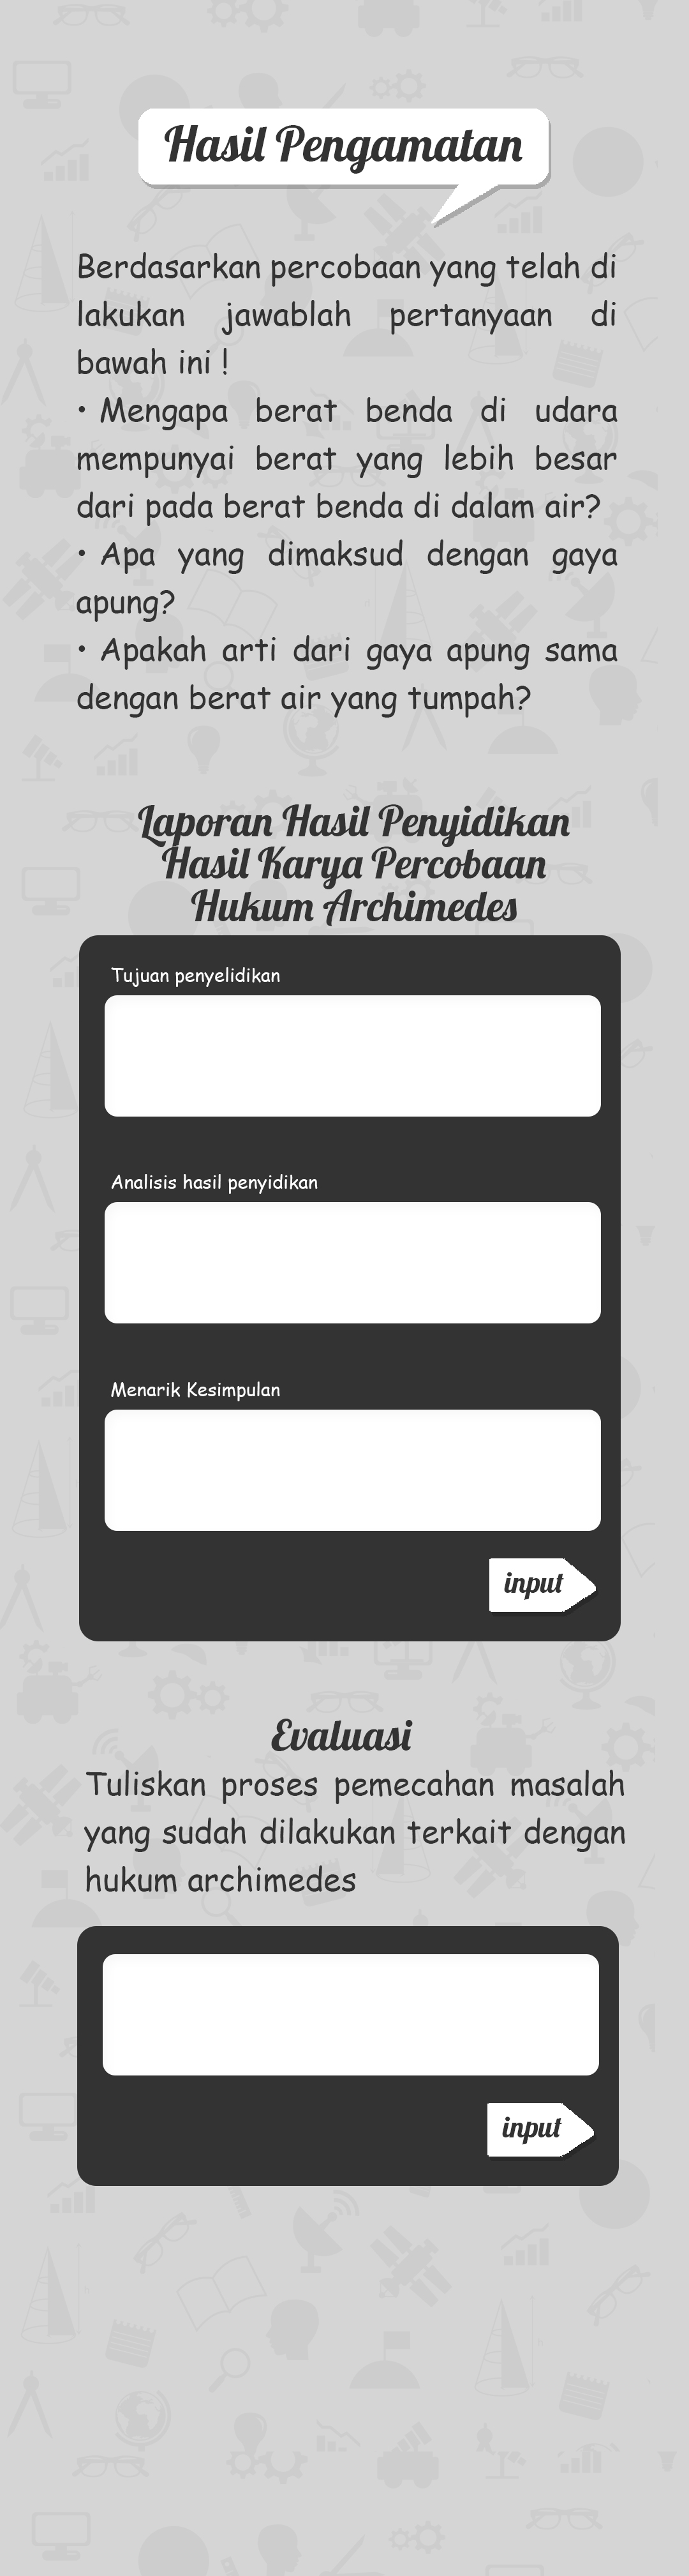 Hasil Pengamatan
Berdasarkan percobaan yang telah di
lakukan jawablah pertanyaan di
bawah ini !
• Mengapa berat benda di udara
mempunyai berat yang lebih besar
dari pada berat benda di dalam air?
• Apa yang dimaksud dengan gaya
apung?
• Apakah arti dari gaya apung sama
dengan berat air yang tumpah?
Laporan Hasil Penyidikan
Hasil Karya Percobaan
Hukum Archimedes
Tujuan penyelidikan
Analisis hasil penyidikan
Menarik Kesimpulan
input
Evaluasi
Tuliskan proses pemecahan masalah
yang sudah dilakukan terkait dengan
hukum archimedes
input